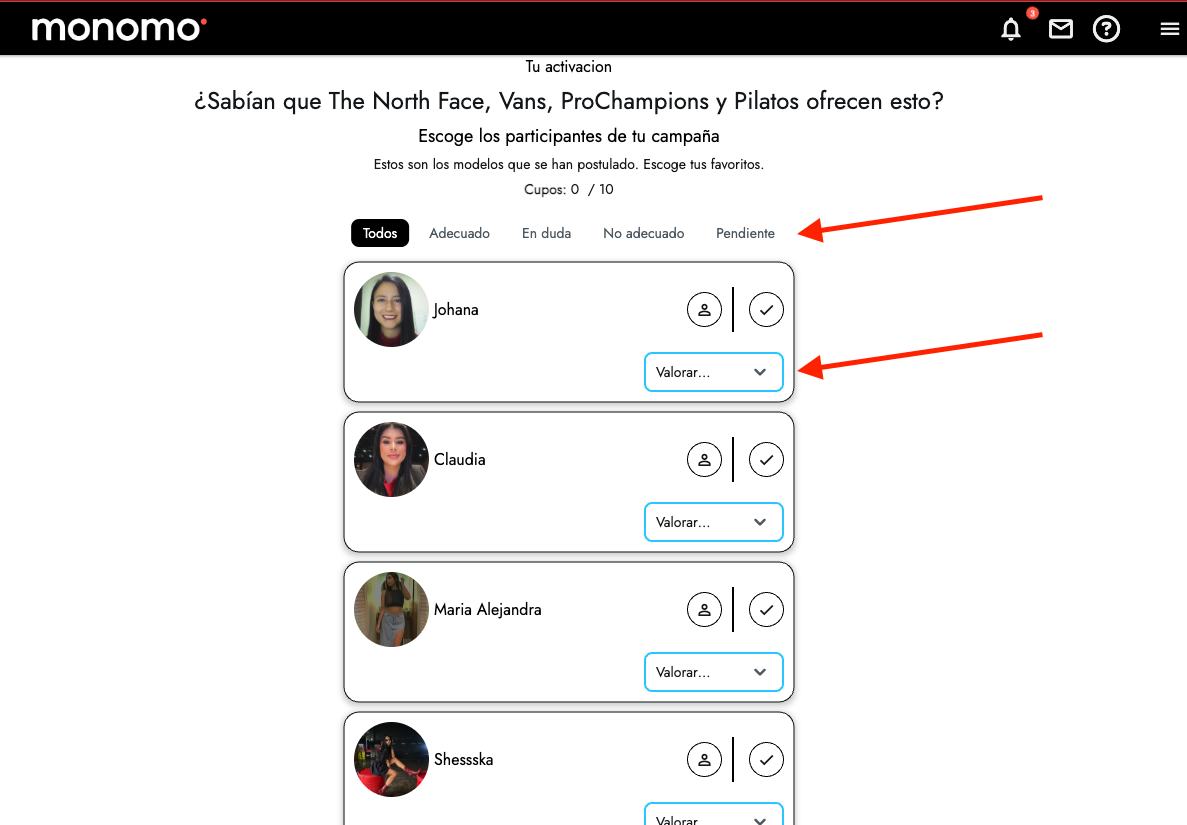 monomo
3
Tu activacion
¿Sabían que The North Face, Vans, ProChampions y Pilatos ofrecen esto?
Escoge los participantes de tu campaña
Estos son los modelos que se han postulado. Escoge tus favoritos.
Cupos: 0 / 10
Todos Adecuado En duda No adecuado Pendiente
Johana
Valorar...
Claudia
Valorar...
Maria Alejandra
Valorar...
Shessska
Valorar...